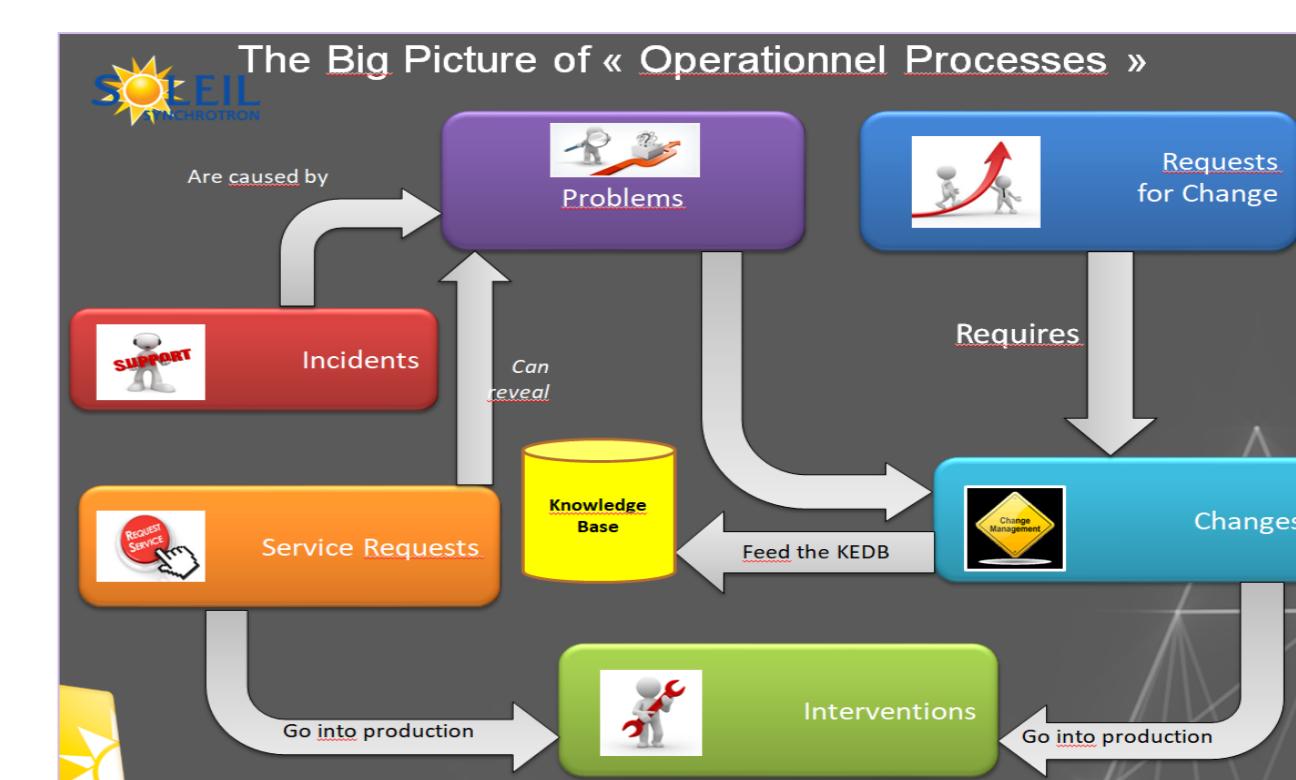 The Big Picture of « Operationnel Processes »
SOLEIL
SYNCHROTRON
Problems
Requests
for Change
Are caused by
SUPPORT
Incidents
Can
reveal
Requires
Knowledge
Base
REQUEST
SERVICE
Service Requests
Feed the KEDB
Change
Management
Changes
Interventions
Go into production
Go into production